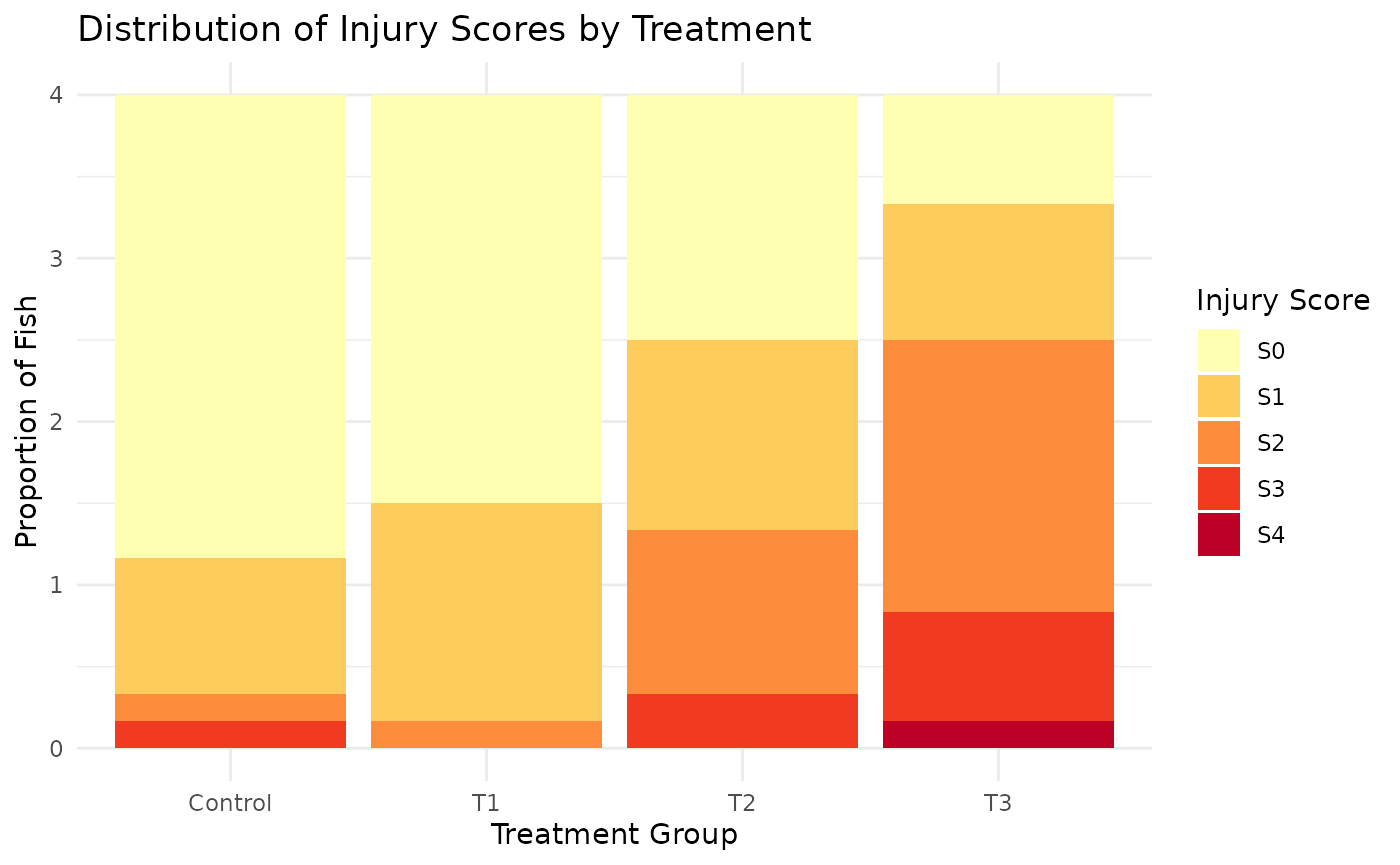 Distribution of Injury Scores by Treatment
Proportion of Fish
4
3
2
1
0
Control T1 T2 T3
Treatment Group
Injury Score
S0
S1
S2
S3
S4